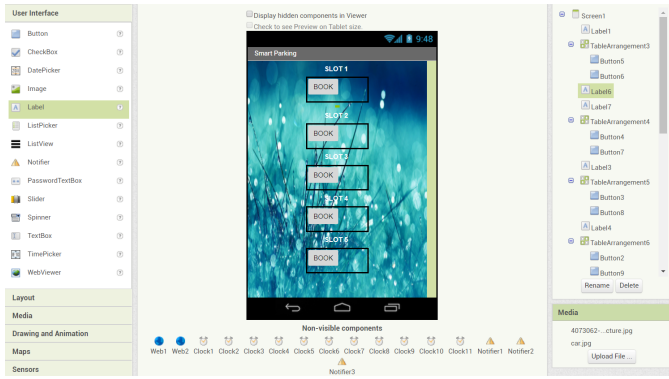 User Interface
Button
CheckBox
DatePicker
Image
Label
ListPicker
ListView
Notifier
PasswordTextBox
Slider
Spinner
TextBox
TimePicker
WebViewer
Layout
Media
Drawing and Animation
Maps
Sensors
Display hidden components in Viewer
Check to see Preview on Tablet size.
9:48
Smart Parking
SLOT 1
BOOK
SLOT 2
BOOK
SLOT 3
BOOK
SLOT 4
BOOK
BOOK
Non-visible components
Web1 Web2 Clock1 Clock2 Clock3 Clock4 Clock5 Clock6 Clock7 Clock8 Clock9 Clock10 Clock11 Notifier1 Notifier2
Notifier3
Screen1
Label1
TableArrangement3
Button5
Button6
Label6
Label7
TableArrangement4
Button4
Button7
Label3
TableArrangement5
Button3
Button8
Label4
TableArrangement6
Button2
Button9
Rename Delete
Media
4073062-...cture.jpg
car.jpg
Upload File ...